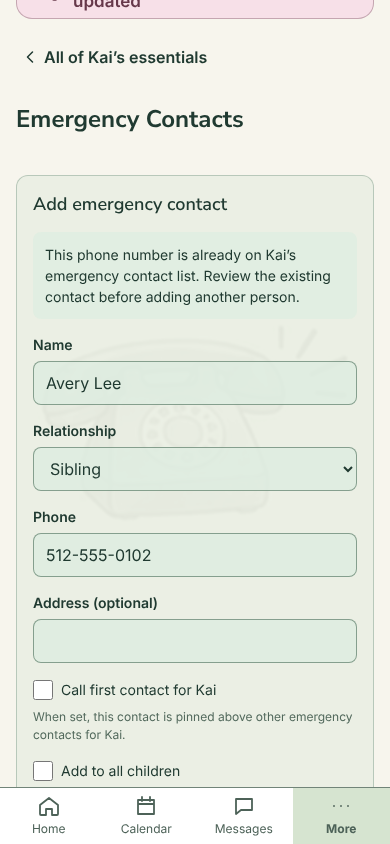 updated
All of Kai’s essentials
Emergency Contacts
Add emergency contact
This phone number is already on Kai’s
emergency contact list. Review the existing
contact before adding another person.
Name
Avery Lee
Relationship
Sibling
Phone
512-555-0102
Address (optional)
Call first contact for Kai
When set, this contact is pinned above other emergency
contacts for Kai.
Add to all children
Home
Calendar
Messages
More